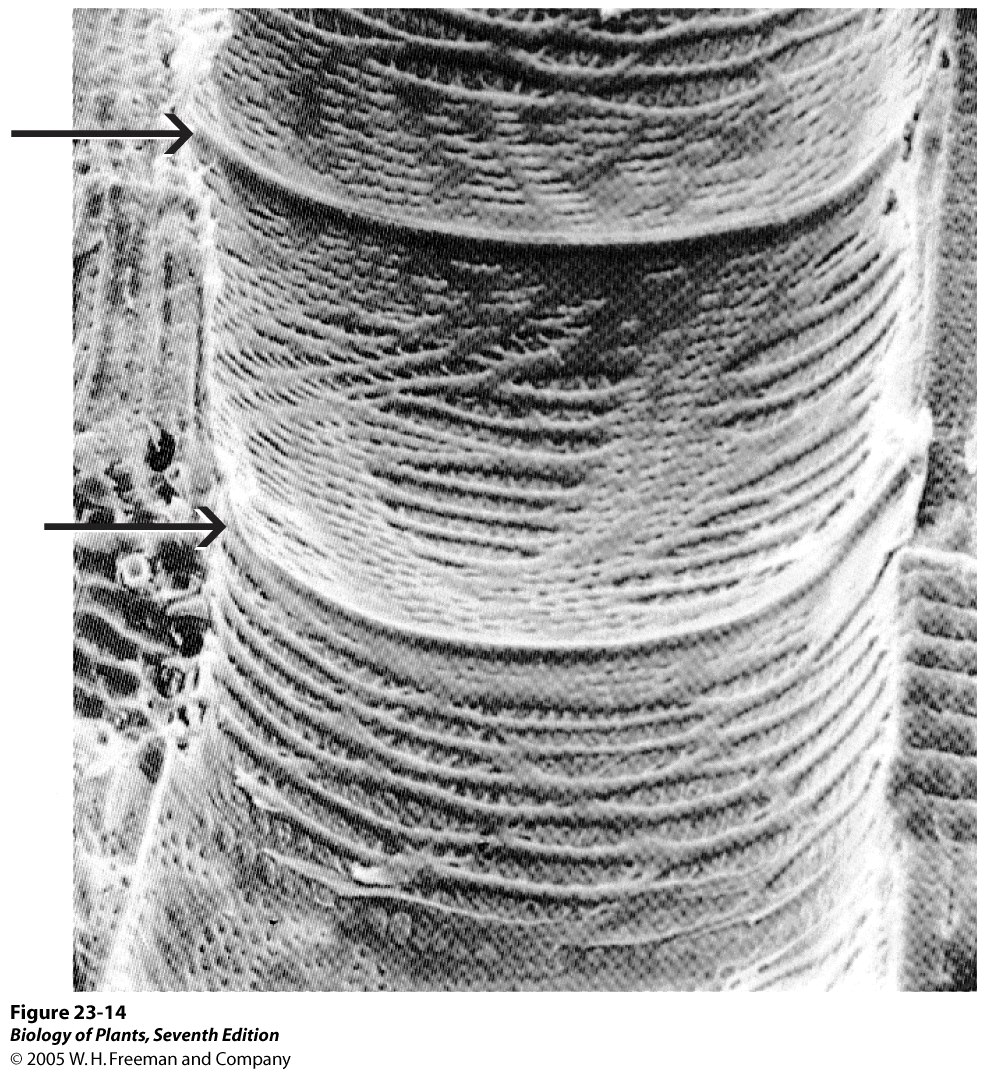 Figure 23-14
Biology of Plants, Seventh Edition
© 2005 W. H. Freeman and Company